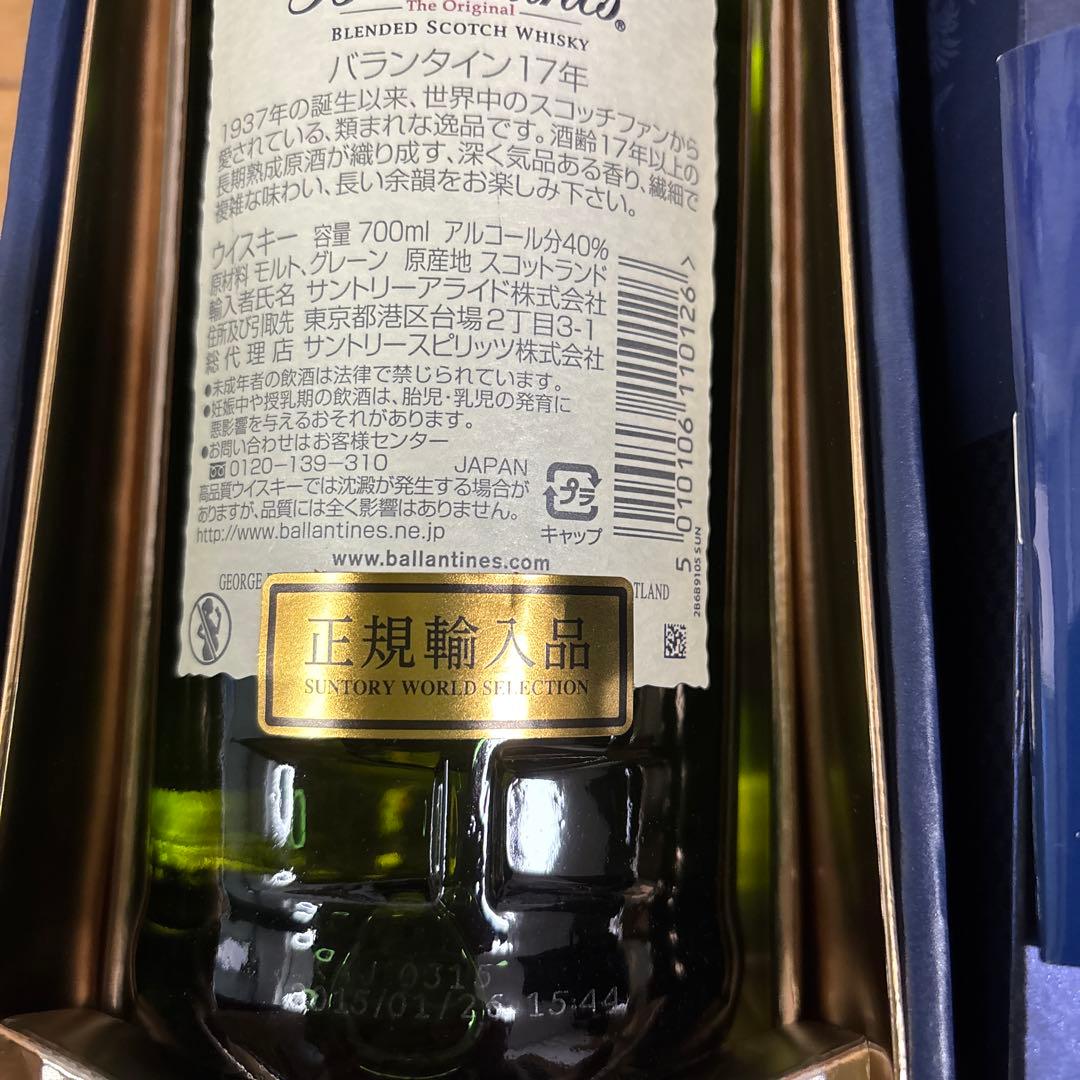 The Original
BLENDED SCOTCH WHISKY
バランタイン17年
1937年の誕生以来、世界中のスコッチファンから
愛されている、類まれな逸品です。酒齢17年以上の
長期熟成原酒が織り成す、深く気品ある香り、繊細で
複雑な味わい、長い余韻をお楽しみ下さい。
ウイスキー 容量 700ml アルコール分40%
原材料 モルト、グレーン 原産地 スコットランド
輸入者氏名 サントリーアライド株式会社
住所及び引取先 東京都港区台場2丁目3-1
総代理店 サントリースピリッツ株式会社
●未成年者の飲酒は法律で禁じられています。
●妊娠中や授乳期の飲酒は、胎児・乳児の発育に
悪影響を与えるおそれがあります。
●お問い合わせはお客様センター
0120-139-310 JAPAN
高品質ウイスキーでは沈澱が発生する場合が
ありますが、品質には全く影響はありません。
http://www.ballantines.ne.jp
プラ
キャップ
5 010106 110126 >
2B6B9105 SUN
www.ballantines.com
GEORGE
TLAND
正規輸入品
SUNTORY WORLD SELECTION
0315
2015/01/26 15:44